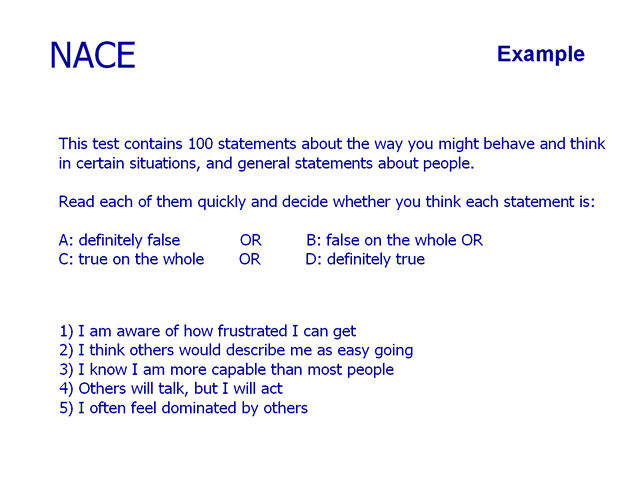 NACE
Example
This test contains 100 statements about the way you might behave and think
in certain situations, and general statements about people.
Read each of them quickly and decide whether you think each statement is:
A: definitely false OR B: false on the whole OR
C: true on the whole OR D: definitely true
1) I am aware of how frustrated I can get
2) I think others would describe me as easy going
3) I know I am more capable than most people
4) Others will talk, but I will act
5) I often feel dominated by others